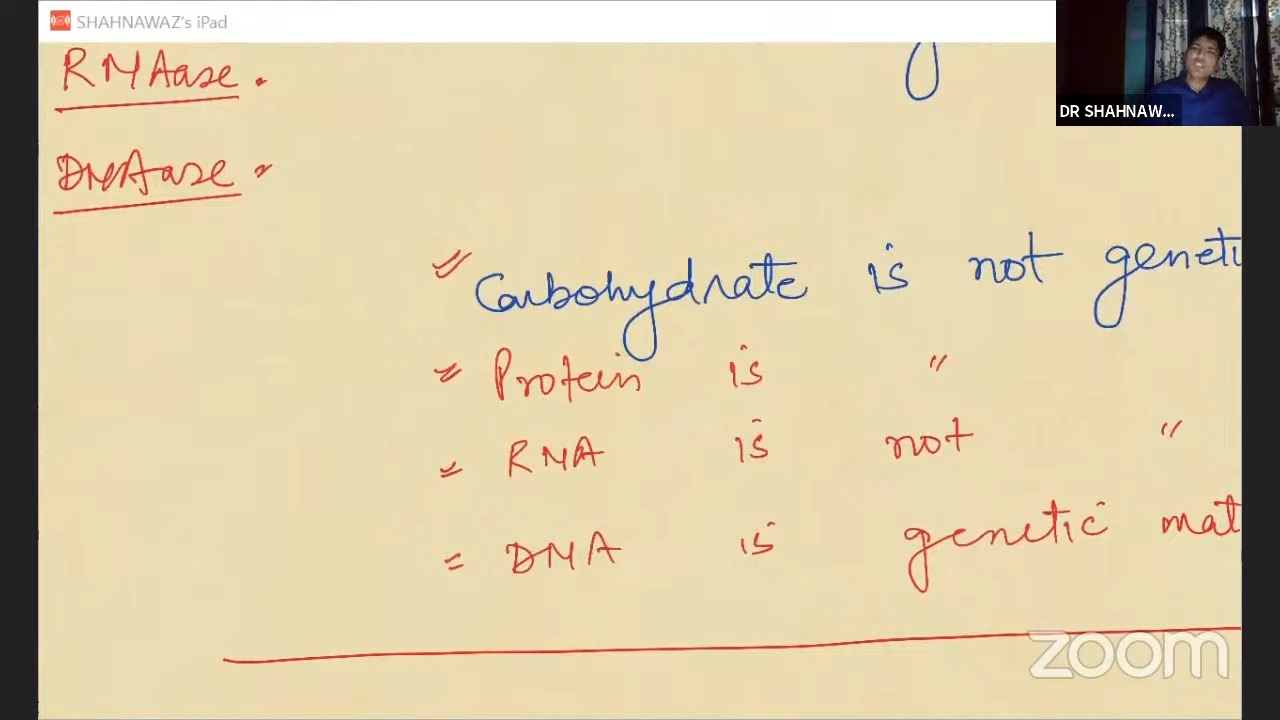 SHAHNAWAZ's iPad
RNAase.
DNAase
DR SHAHNAW...
Carbohydrate is not geneti
Protein is "
RNA is not "
DNA is genetic mat
zoom